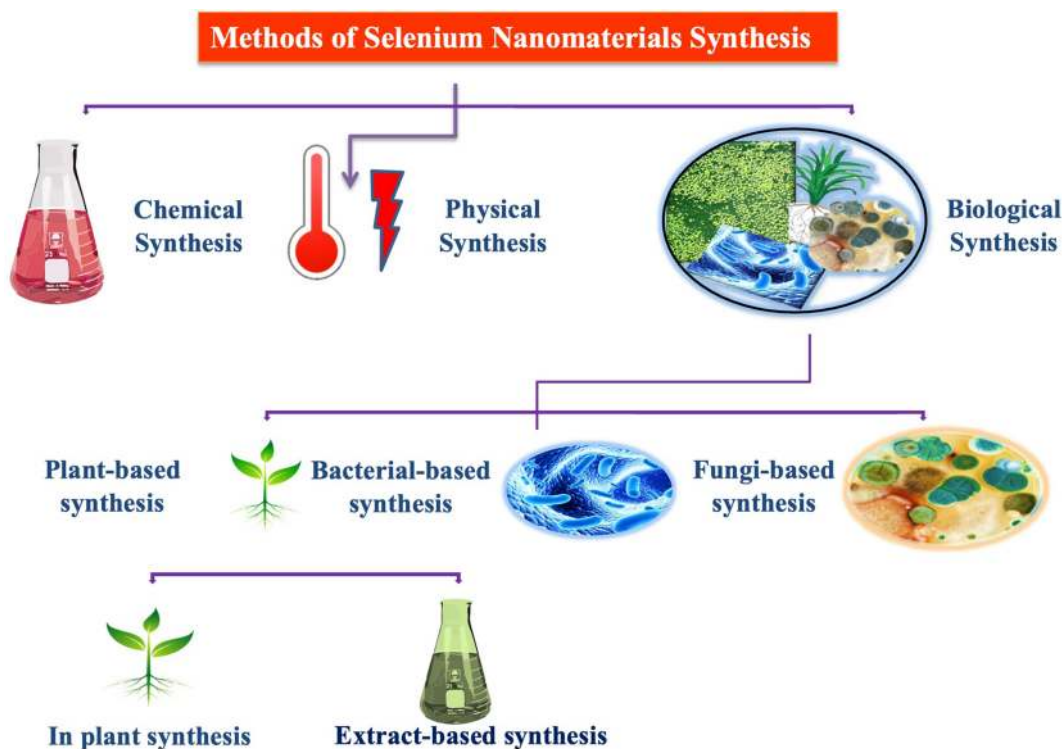 Methods of Selenium Nanomaterials Synthesis
Chemical
Synthesis
Physical
Synthesis
Biological
Synthesis
Plant-based
synthesis
Bacterial-based
synthesis
Fungi-based
synthesis
In plant synthesis
Extract-based synthesis